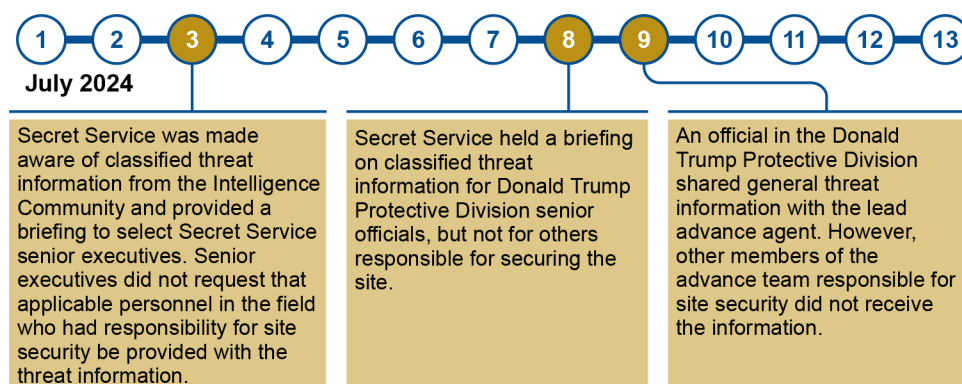 1 2 3 4 5 6 7 8 9 10 11 12 13
July 2024
Secret Service was made
aware of classified threat
information from the Intelligence
Community and provided a
briefing to select Secret Service
senior executives. Senior
executives did not request that
applicable personnel in the field
who had responsibility for site
security be provided with the
threat information.
Secret Service held a briefing
on classified threat
information for Donald Trump
Protective Division senior
officials, but not for others
responsible for securing the
site.
An official in the Donald
Trump Protective Division
shared general threat
information with the lead
advance agent. However,
other members of the
advance team responsible for
site security did not receive
the information.